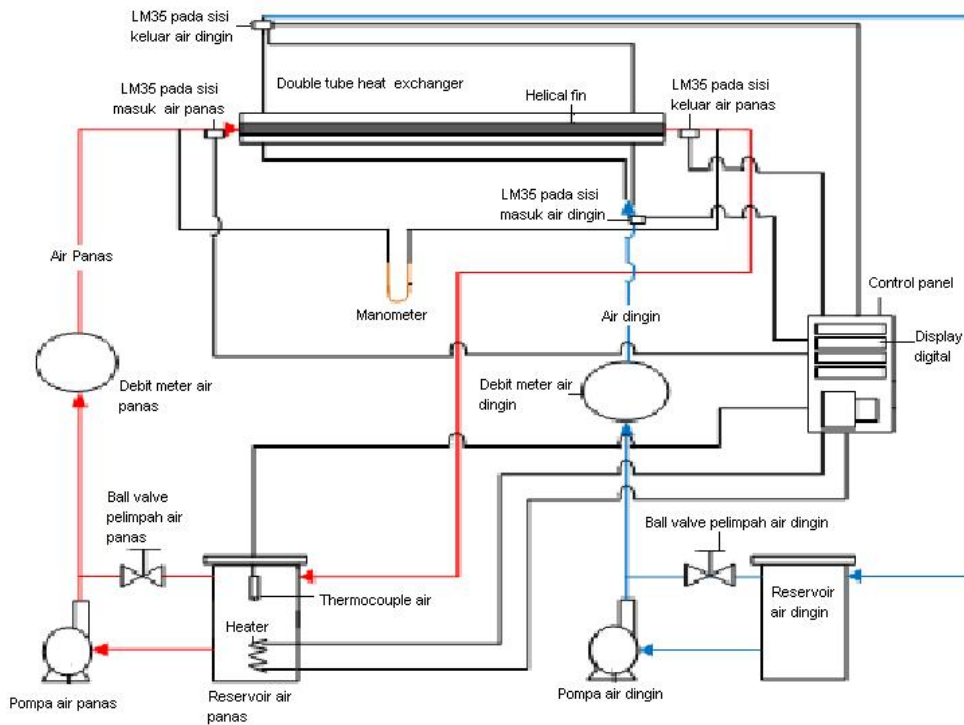 LM35 pada sisi
keluar air dingin
Double tube heat exchanger
Helical fin
LM35 pada sisi
masuk air panas
LM35 pada sisi
keluar air panas
LM35 pada sisi
masuk air dingin
Air Panas
Manometer
Air dingin
Control panel
Display
digital
Debit meter air
panas
Debit meter air
dingin
Ball valve
pelimpah air
panas
Ball valve pelimpah air dingin
Thermocouple air
Heater
Reservoir
air dingin
Pompa air panas
Reservoir air
panas
Pompa air dingin